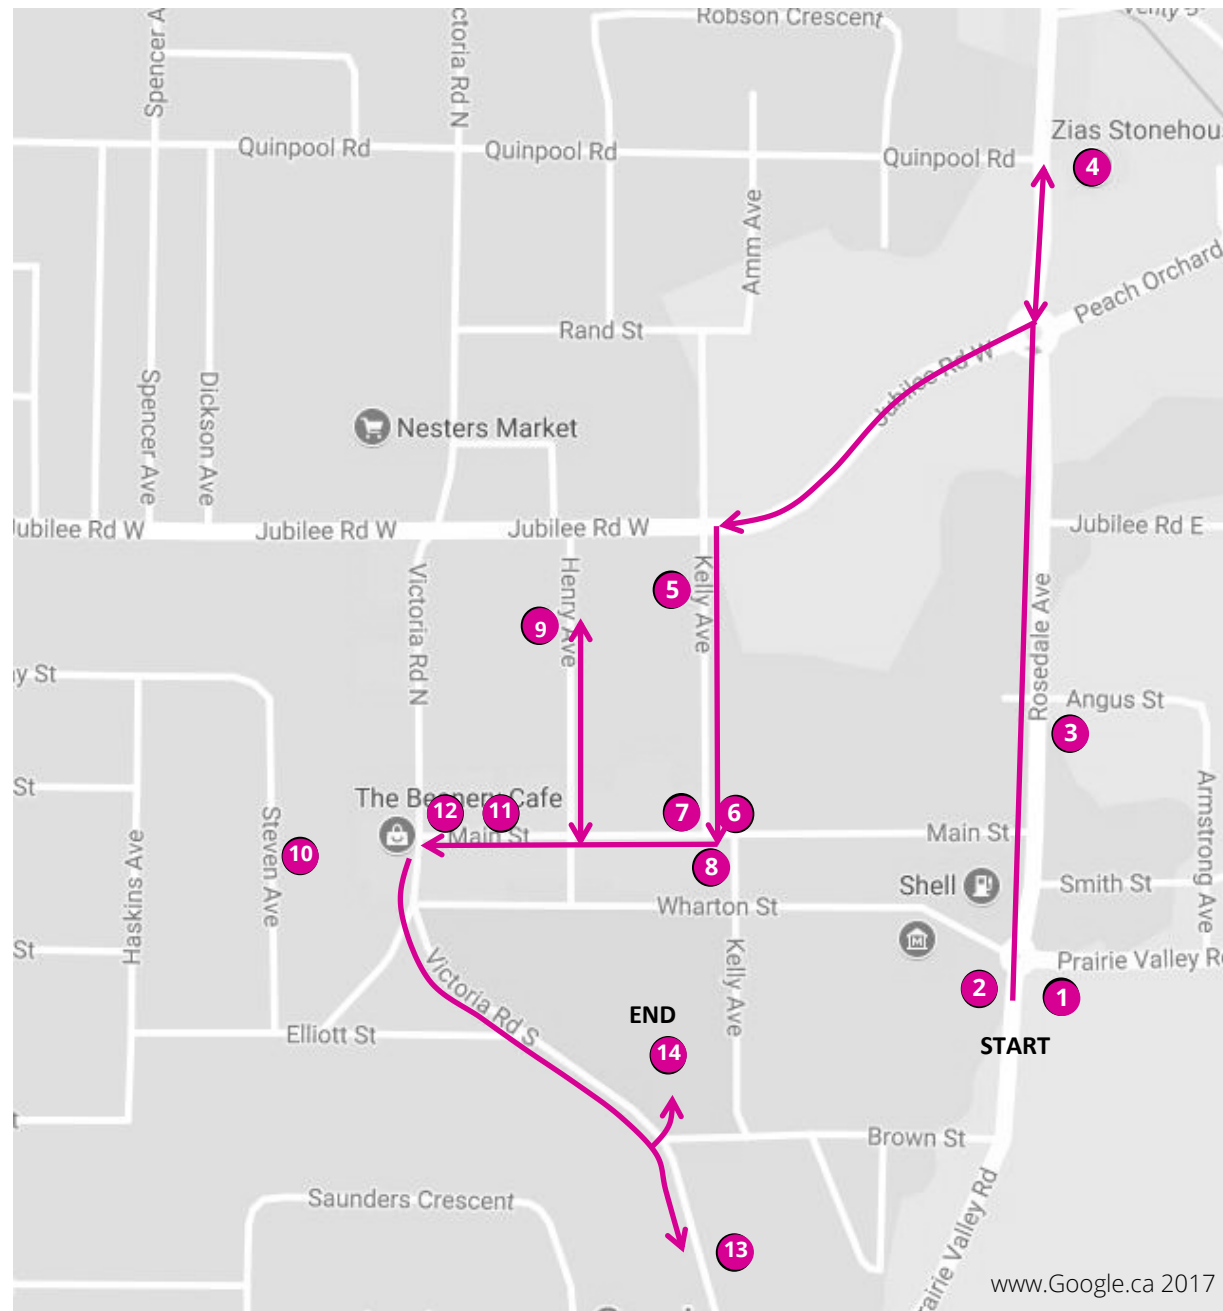 Robson Crescent
Spencer A
ctoria Rd N
Zias Stonehou
Quinpool Rd
Quinpool Rd
Quinpool Rd
4
Amm Ave
Peach Orchard
Rand St
Jubilee Rd W
Spencer Ave
Dickson Ave
Nesters Market
Jubilee Rd W
Jubilee Rd W
Jubilee Rd W
Jubilee Rd E
Victoria Rd N
Henry Ave
Kelly Ave
5
9
Rosedale Ave
y St
Angus St
3
St
The Beanery Cafe
12
11
7
6
Main St
Main St
Armstrong Ave
Haskins Ave
Steven Ave
10
8
Shell
Smith St
Wharton St
St
Prairie Valley R
Victoria Rd S
Kelly Ave
2
1
END
START
Elliott St
14
t
Brown St
Saunders Crescent
13
rairie Valley Rd
www.Google.ca 2017